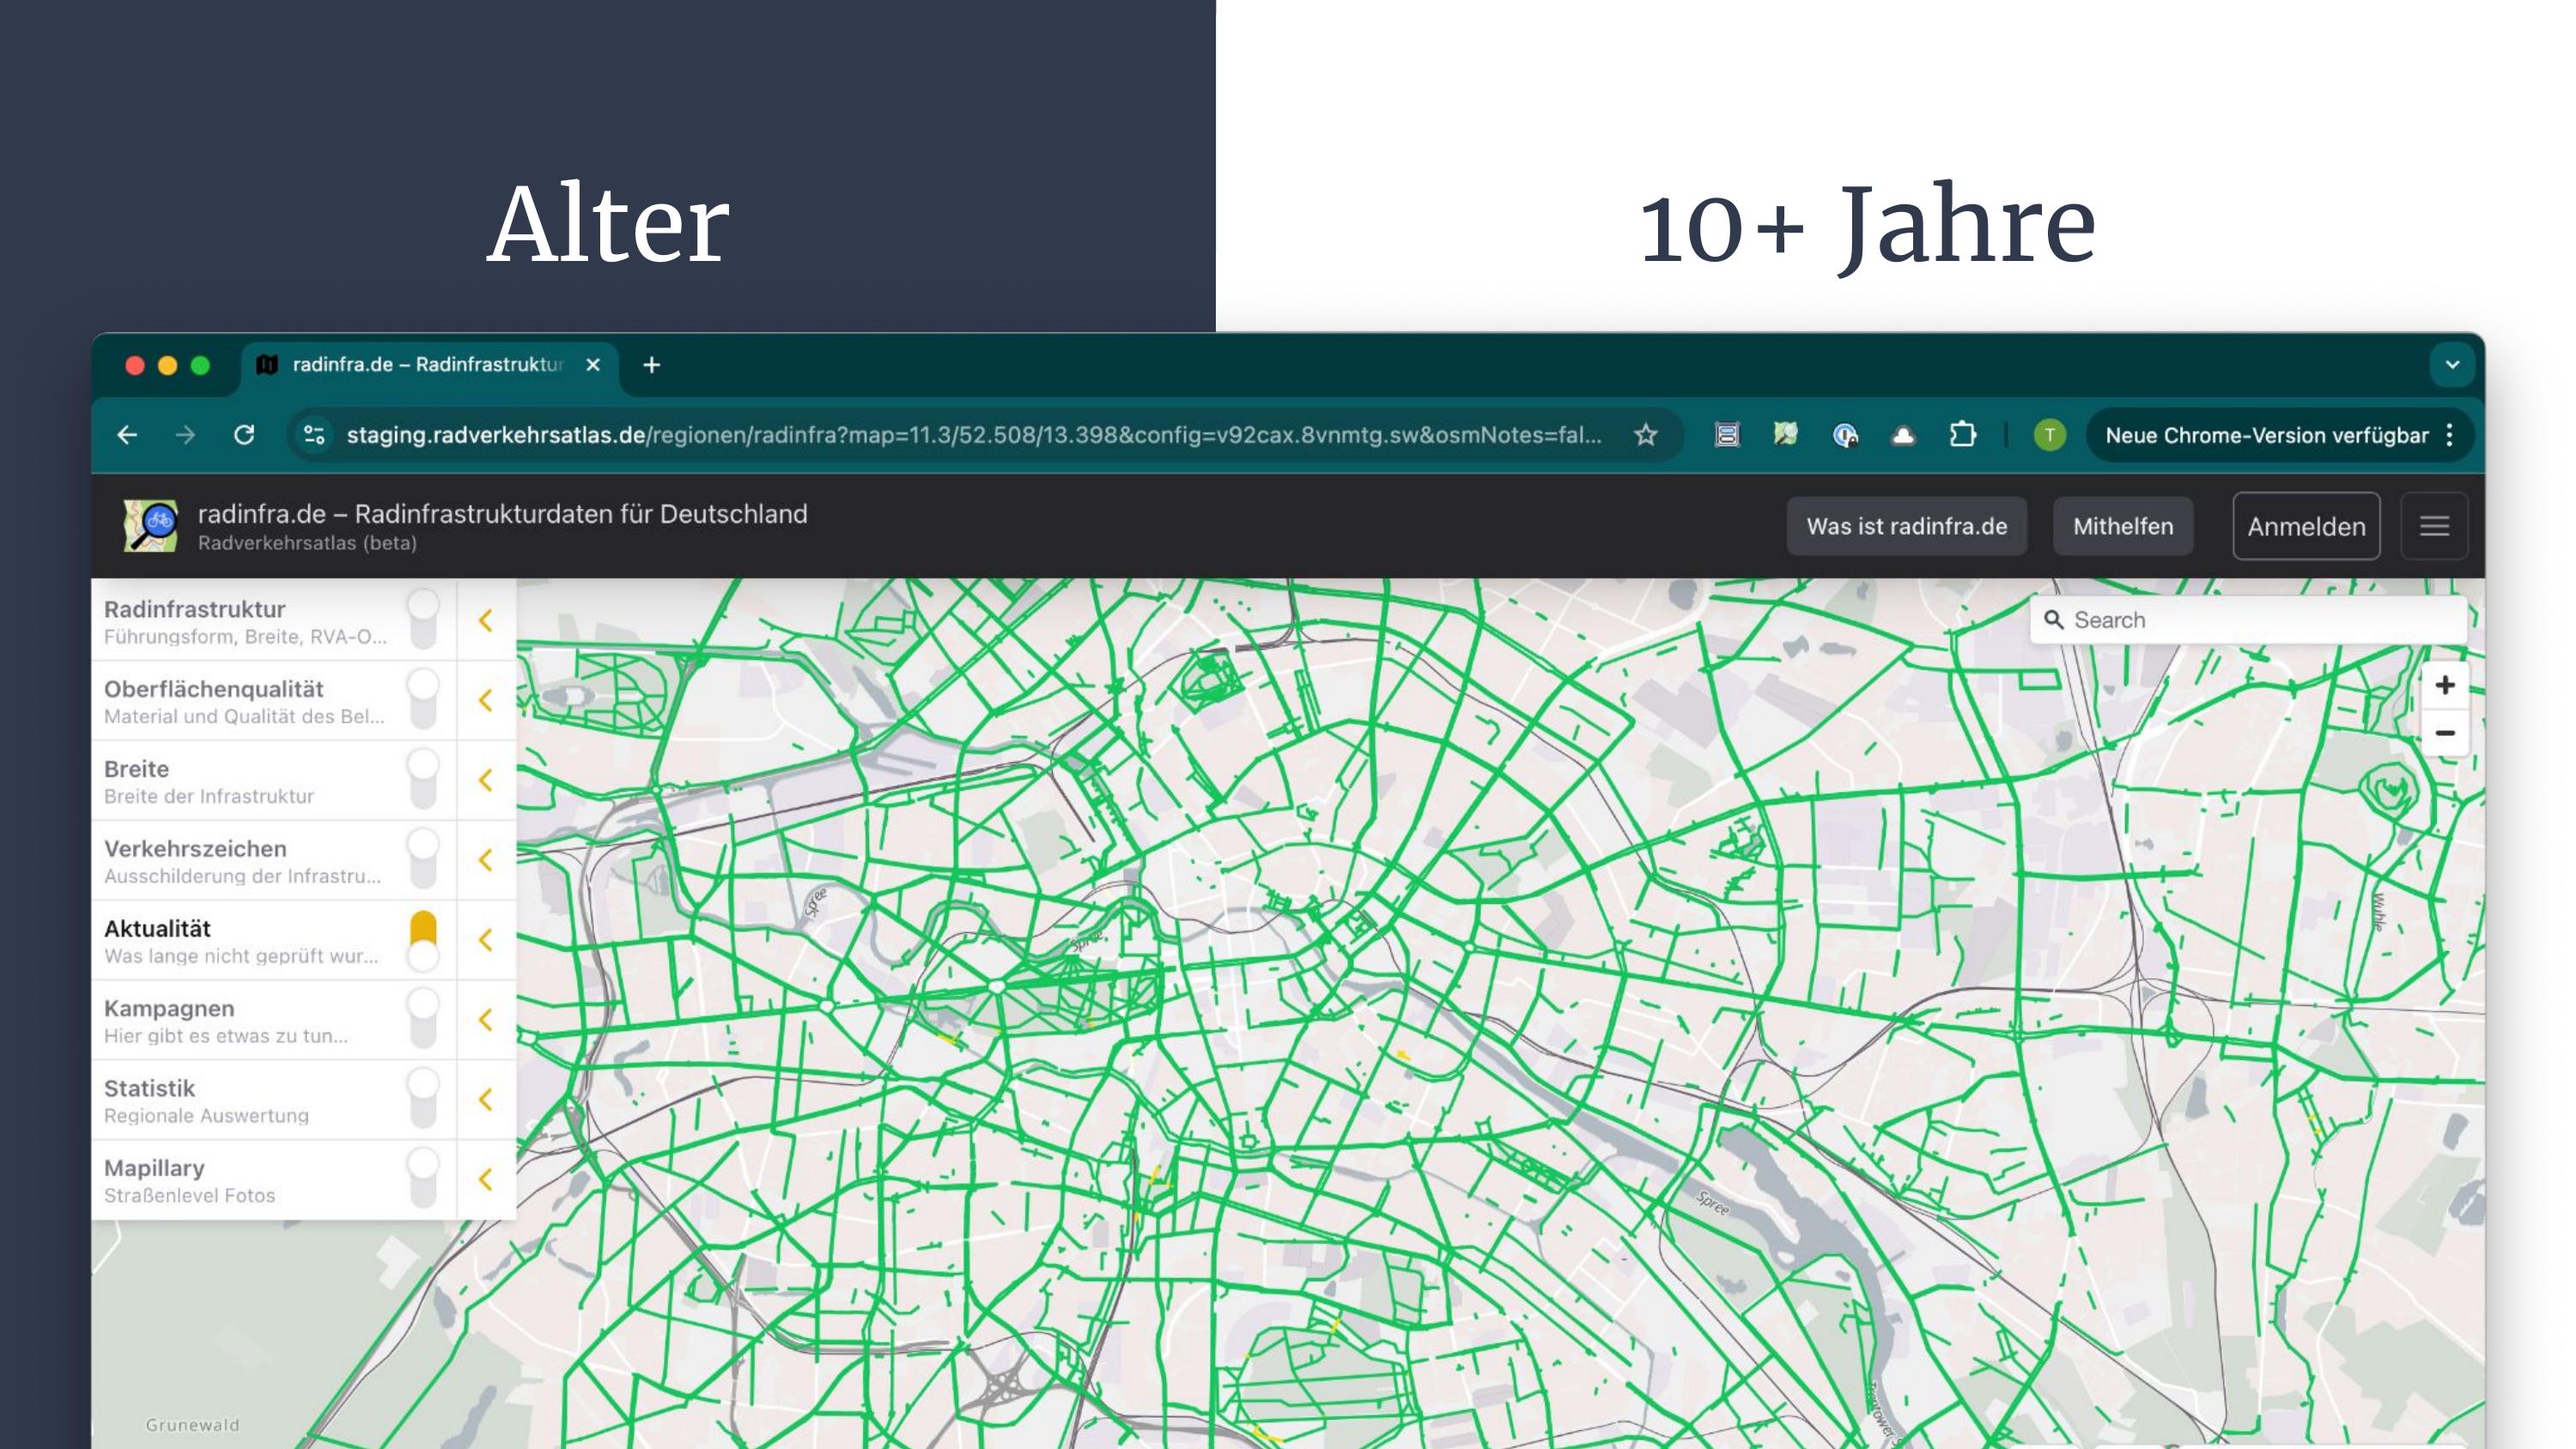 Alter
10+ Jahre
radinfra.de – Radinfrastruktur
staging.radverkehrsatlas.de/regionen/radinfra?map=11.3/52.508/13.398&config=v92cax.8vnmtg.sw&osmNotes=fal...
T
Neue Chrome-Version verfügbar
radinfra.de – Radinfrastrukturdaten für Deutschland
Radverkehrsatlas (beta)
Was ist radinfra.de
Mithelfen
Anmelden
Radinfrastruktur
Führungsform, Breite, RVA-O...
Oberflächenqualität
Material und Qualität des Bel...
Breite
Breite der Infrastruktur
Verkehrszeichen
Ausschilderung der Infrastru...
Aktualität
Was lange nicht geprüft wur...
Kampagnen
Hier gibt es etwas zu tun...
Statistik
Regionale Auswertung
Mapillary
Straßenlevel Fotos
Search
+
−
Spree
Spree
Wuhle
Spree
Grunewald